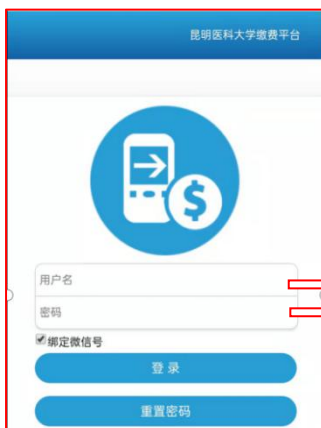 昆明医科大学缴费平台
用户名
密码
绑定微信号
登录
重置密码